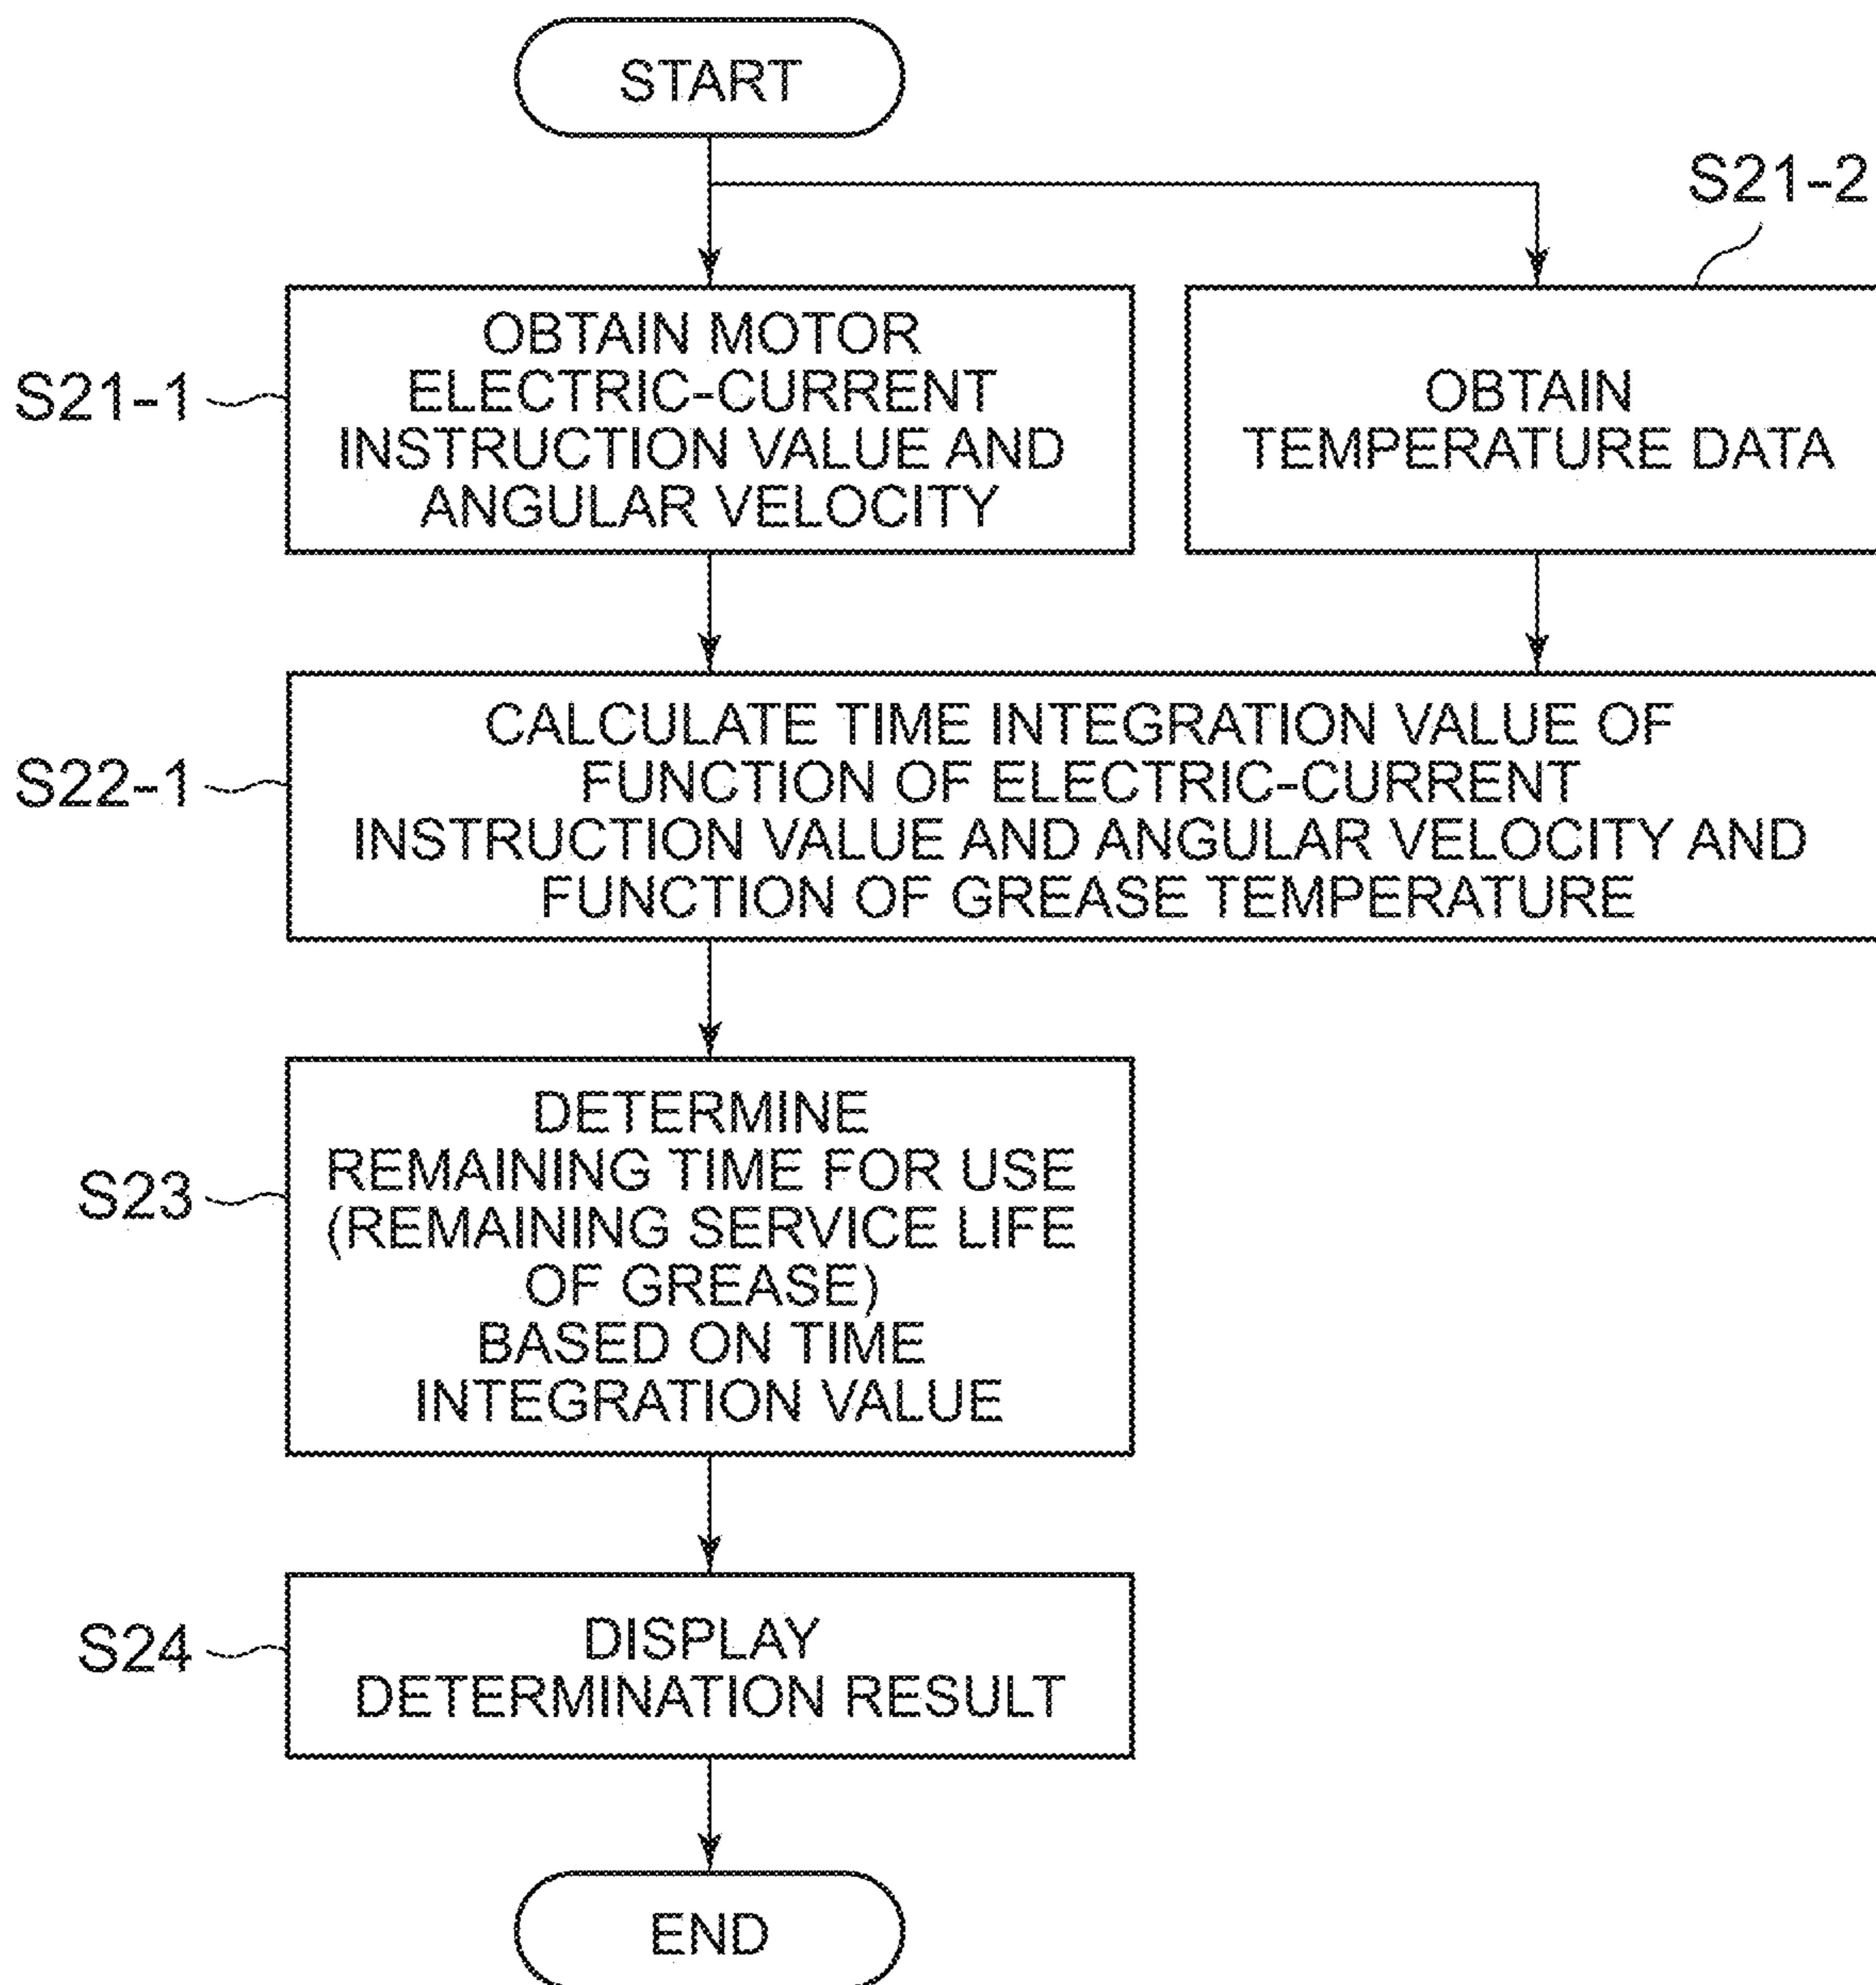 START
S21-2
S21-1
OBTAIN MOTOR
ELECTRIC-CURRENT
INSTRUCTION VALUE AND
ANGULAR VELOCITY
OBTAIN
TEMPERATURE DATA
S22-1
CALCULATE TIME INTEGRATION VALUE OF
FUNCTION OF ELECTRIC-CURRENT
INSTRUCTION VALUE AND ANGULAR VELOCITY AND
FUNCTION OF GREASE TEMPERATURE
S23
DETERMINE
REMAINING TIME FOR USE
(REMAINING SERVICE LIFE
OF GREASE)
BASED ON TIME
INTEGRATION VALUE
S24
DISPLAY
DETERMINATION RESULT
END